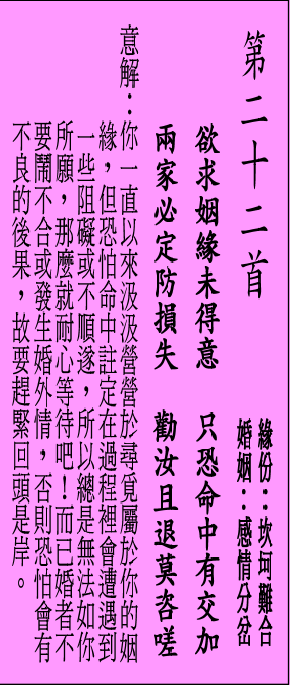 第二十二首
緣份：坎坷難合
婚姻：感情分岔
欲求姻緣未得意　只恐命中有交加
兩家必定防損失　勸汝且退莫咨嗟
意解：你一直以來汲汲營營於尋覓屬於你的姻
緣，但恐怕命中註定在過程裡會遭遇到
一些阻礙或不順遂，所以總是無法如你
所願，那麼就耐心等待吧！而已婚者不
要鬧不合或發生婚外情，否則恐怕會有
不良的後果，故要趕緊回頭是岸。